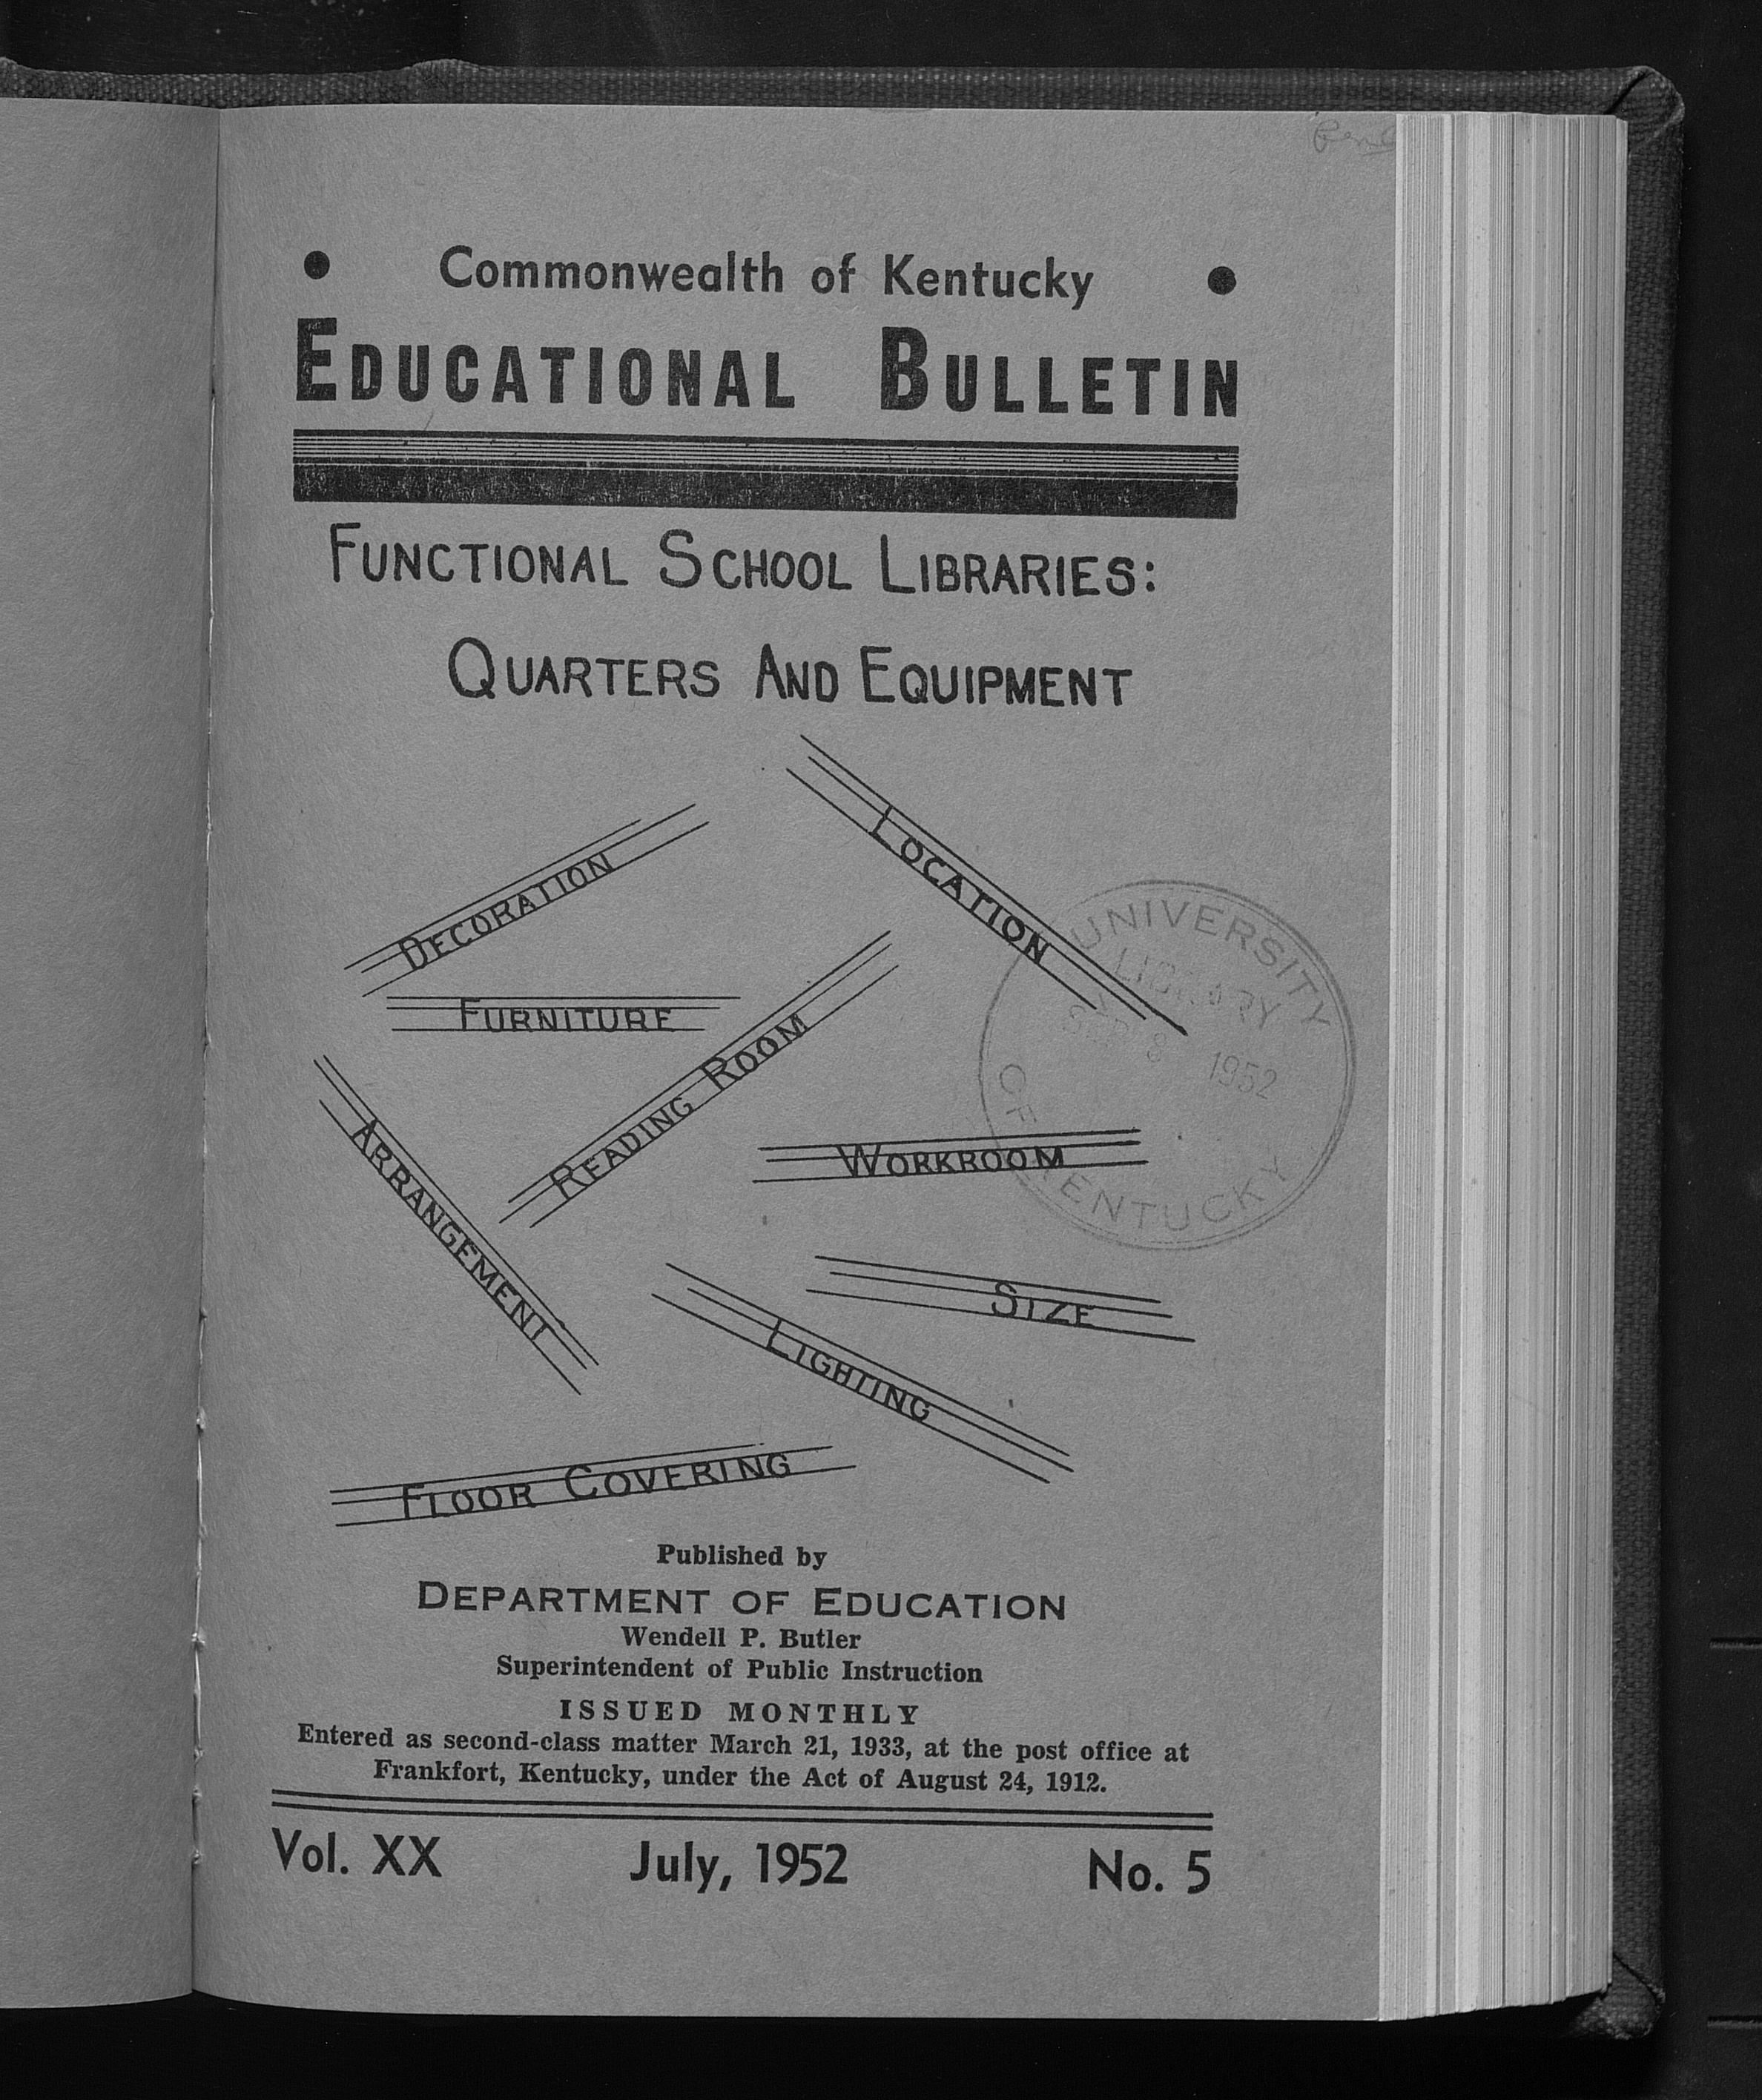 Commonwealth of Kentucky
EDUCATIONAL BULLETIN
FUNCTIONAL SCHOOL LIBRARIES:
QUARTERS AND EQUIPMENT
LOCATION
DECORATION
FURNITURE
READING ROOM
ARRANGEMENT
WORKROOM
SIZE
LIGHTING
FLOOR COVERING
UNIVERSITY
LIBRARY
8 1952
OF KENTUCKY
Published by
DEPARTMENT OF EDUCATION
Wendell P. Butler
Superintendent of Public Instruction
ISSUED MONTHLY
Entered as second-class matter March 21, 1933, at the post office at
Frankfort, Kentucky, under the Act of August 24, 1912.
Vol. XX July, 1952 No. 5